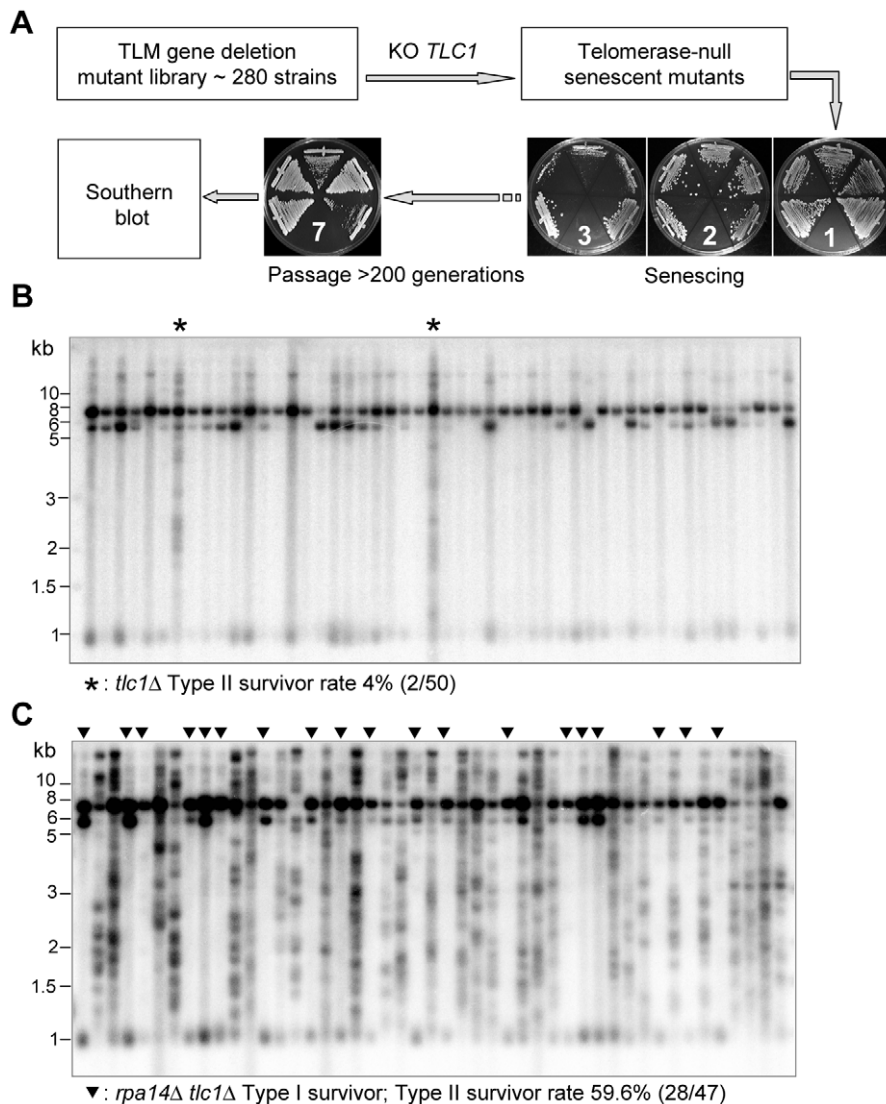 A
TLM gene deletion
mutant library ~ 280 strains
KO TLC1
Telomerase-null
senescent mutants
Southern
blot
7
3
2
1
Passage >200 generations
Senescing
B
* *
kb
10
8
6
5
3
2
1.5
1
* : tlc1Δ Type II survivor rate 4% (2/50)
C
kb
10
8
6
5
3
2
1.5
1
▼: rpa14Δ tlc1Δ Type I survivor; Type II survivor rate 59.6% (28/47)